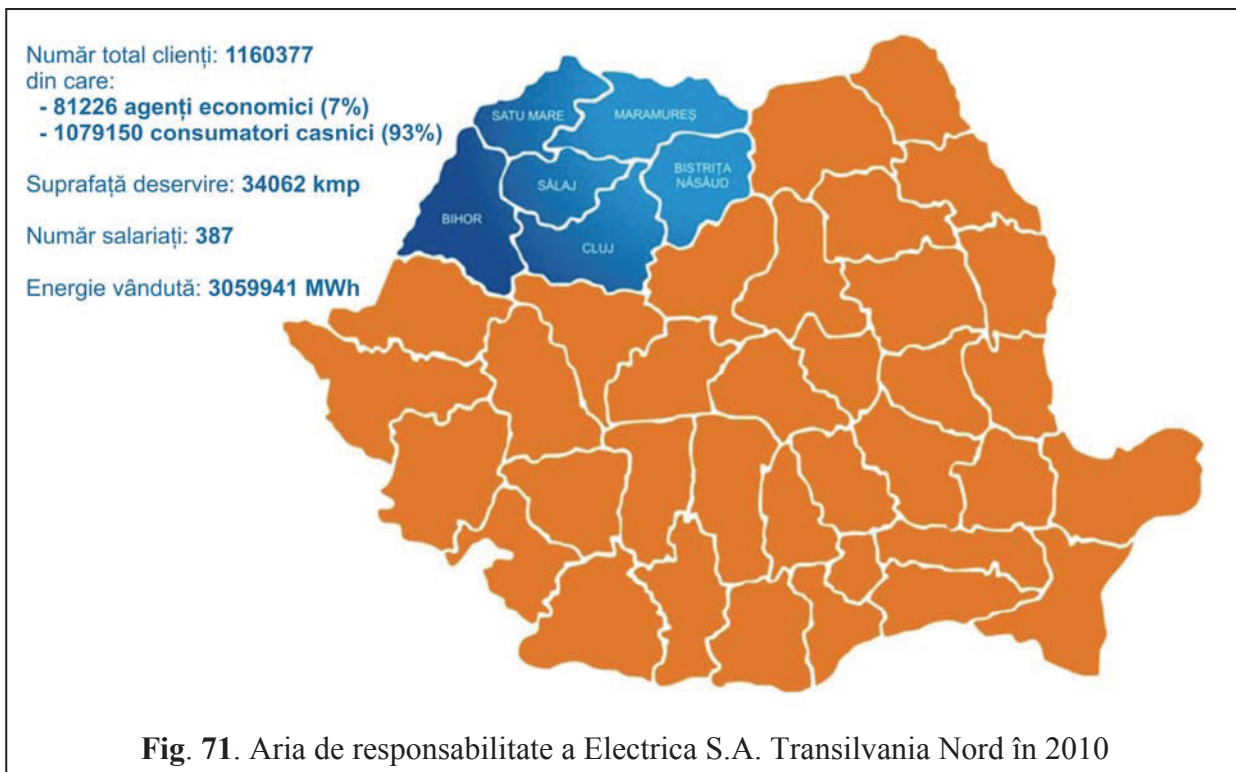 Număr total clienți: 1160377
din care:
- 81226 agenți economici (7%)
- 1079150 consumatori casnici (93%)
Suprafață deservire: 34062 kmp
Număr salariați: 387
Energie vândută: 3059941 MWh
SATU MARE
MARAMUREȘ
BISTRIȚA
NĂSĂUD
SĂLAJ
BIHOR
CLUJ
Fig. 71. Aria de responsabilitate a Electrica S.A. Transilvania Nord în 2010